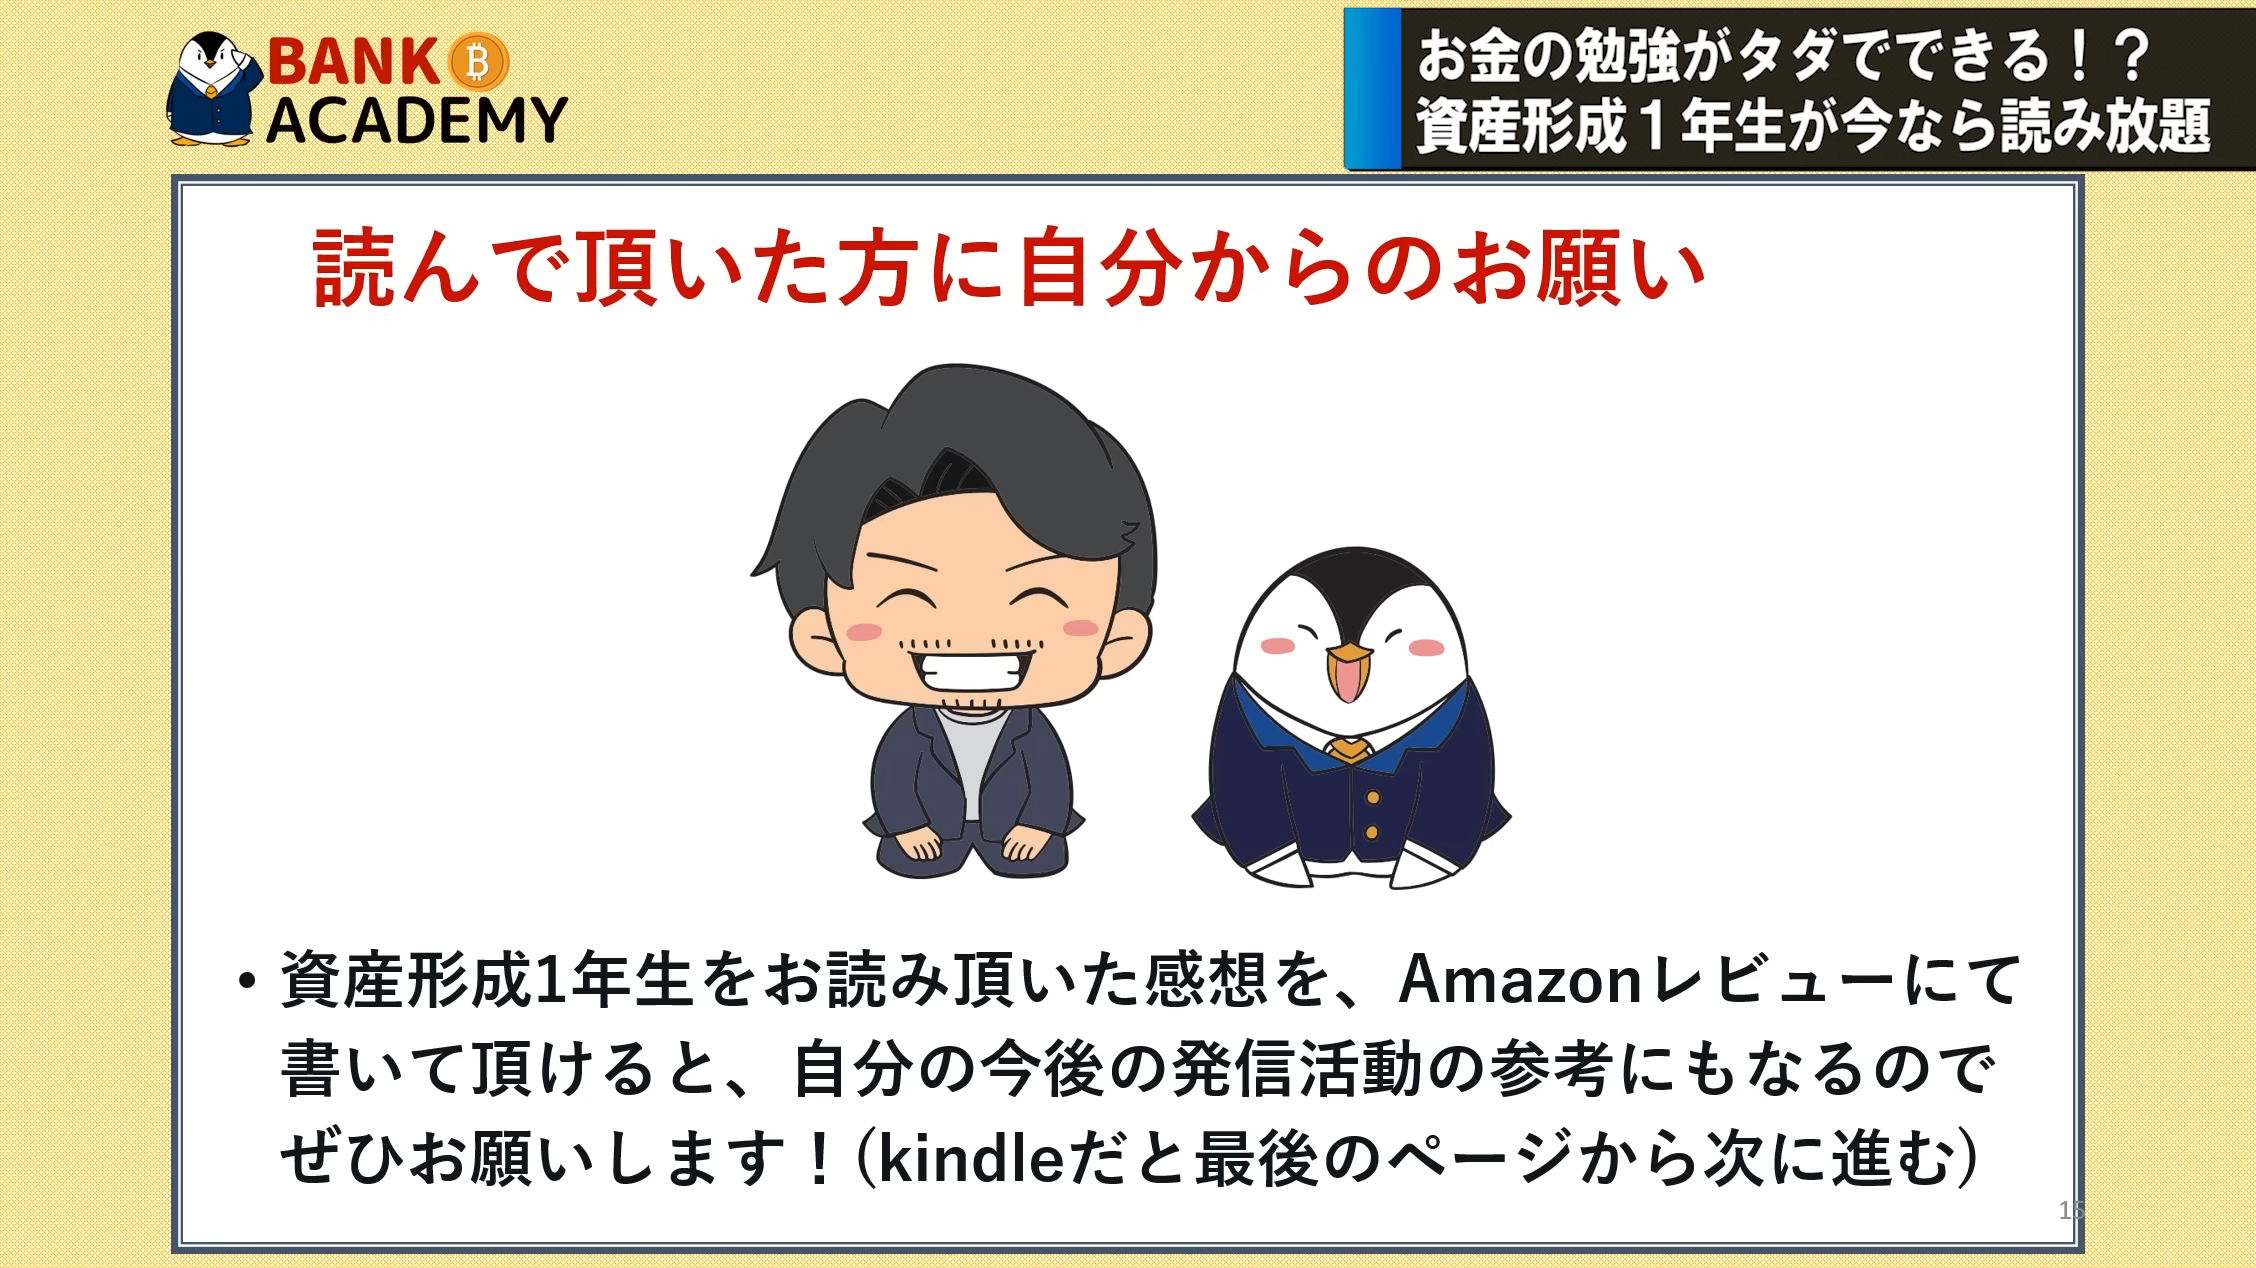 BANK
ACADEMY
お金の勉強がタダでできる！？
資産形成１年生が今なら読み放題
読んで頂いた方に自分からのお願い
・資産形成1年生をお読み頂いた感想を、Amazonレビューにて
書いて頂けると、自分の今後の発信活動の参考にもなるので
ぜひお願いします！(kindleだと最後のページから次に進む)
15